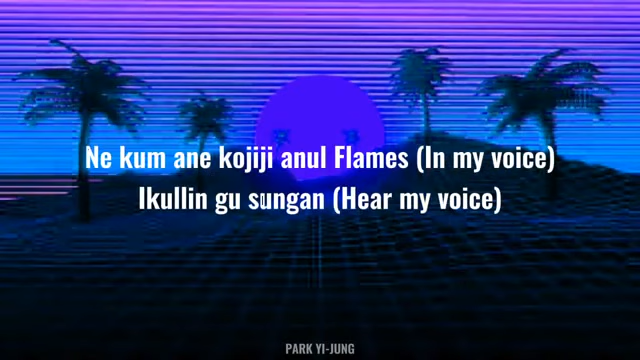 Ne kum ane kojiji anul Flames (In my voice)
Ikullin gu sungan (Hear my voice)
PARK YI-JUNG